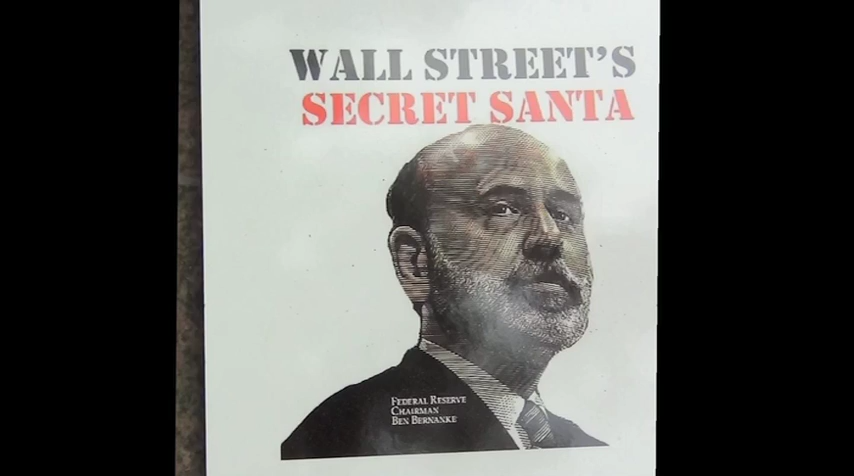 WALL STREET'S
SECRET SANTA
FEDERAL RESERVE
CHAIRMAN
BEN BERNANKE